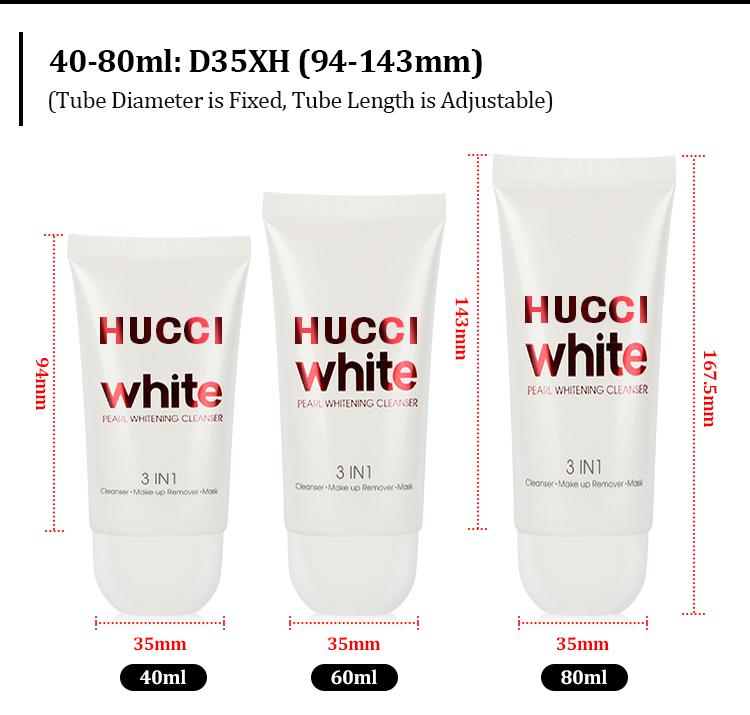 40-80ml: D35XH (94-143mm)
(Tube Diameter is Fixed, Tube Length is Adjustable)
94mm
HUCCI
white
PEARL WHITENING CLEANSER
3 IN1
Cleanser•Make up Remover•Mask
35mm
40ml
HUCCI
white
PEARL WHITENING CLEANSER
3 IN1
Cleanser•Make up Remover•Mask
35mm
60ml
143mm
HUCCI
white
PEARL WHITENING CLEANSER
3 IN1
Cleanser•Make up Remover•Mask
167.5mm
35mm
80ml